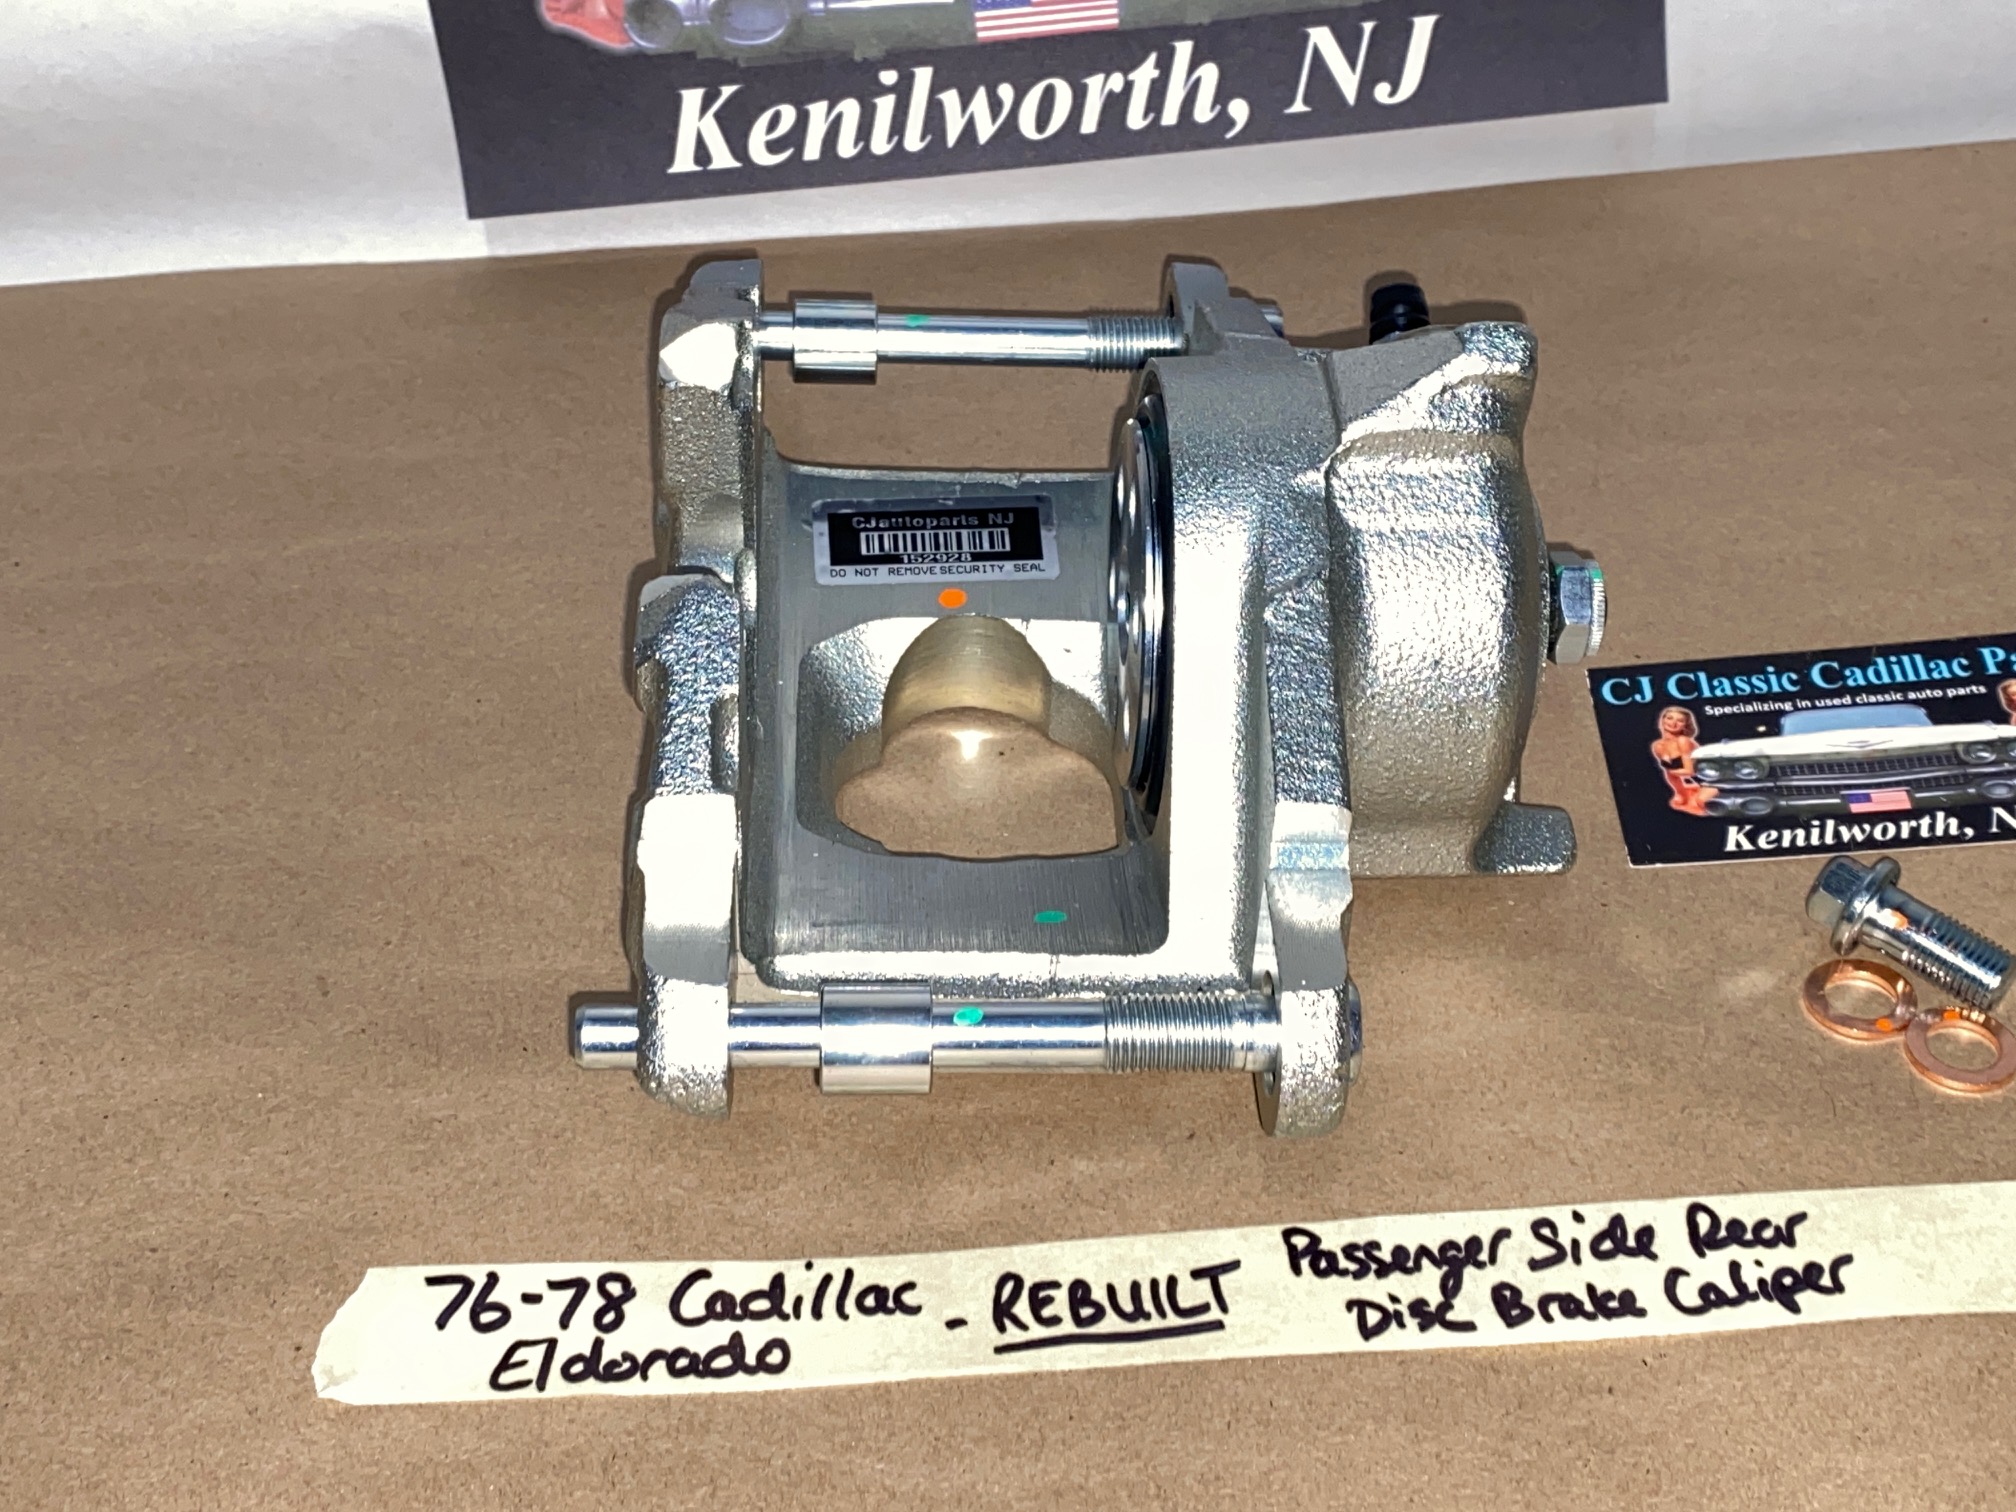 Kenilworth, NJ
CJautoparts NJ
152928
DO NOT REMOVE SECURITY SEAL
CJ Classic Cadillac Pa
Specializing in used classic auto parts
Kenilworth, N
76-78 Cadillac
Eldorado
- REBUILT
Passenger Side Rear
Disc Brake Caliper